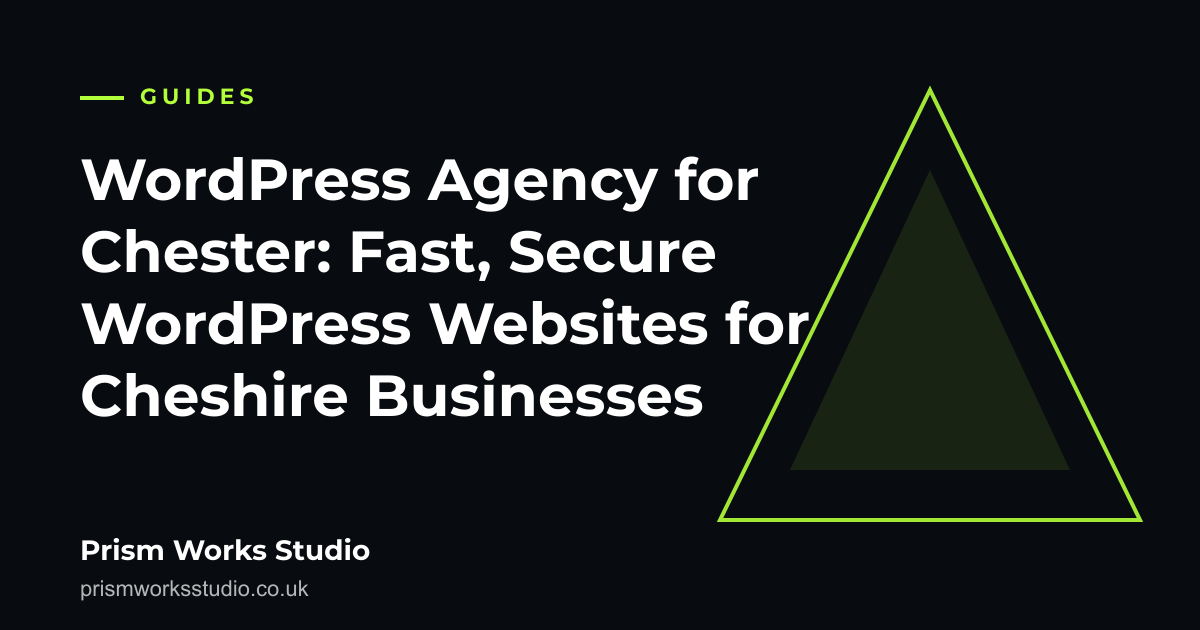 GUIDES
WordPress Agency for
Chester: Fast, Secure
WordPress Websites for
Cheshire Businesses
Prism Works Studio
prismworksstudio.co.uk